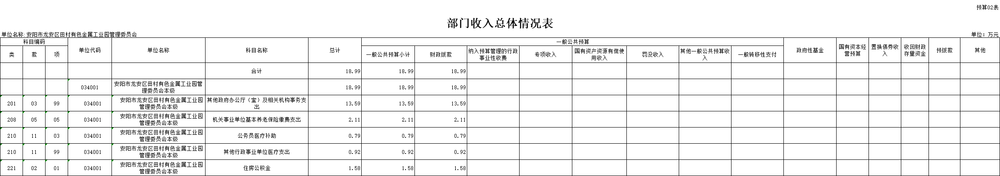 预算02表
部门收入总体情况表
单位名称: 安阳市龙安区田村有色金属工业园管理委员会 单位：万元
科目编码 单位代码 单位名称 科目名称 总计 一般公共预算 政府性基金 国有资本经营预算 置换债券收入 收回财政存量资金 预拨款 其他
类 款 项 一般公共预算小计 财政拨款 纳入预算管理的行政事业性收费 专项收入 国有资产资源有偿使用收入 罚没收入 其他一般公共预算收入 一般转移性支付
合计 18.99 18.99 18.99
034001 安阳市龙安区田村有色金属工业园管理委员会本级 18.99 18.99 18.99
201 03 99 034001 安阳市龙安区田村有色金属工业园管理委员会本级 其他政府办公厅（室）及相关机构事务支出 13.59 13.59 13.59
208 05 05 034001 安阳市龙安区田村有色金属工业园管理委员会本级 机关事业单位基本养老保险缴费支出 2.11 2.11 2.11
210 11 03 034001 安阳市龙安区田村有色金属工业园管理委员会本级 公务员医疗补助 0.79 0.79 0.79
210 11 99 034001 安阳市龙安区田村有色金属工业园管理委员会本级 其他行政事业单位医疗支出 0.92 0.92 0.92
221 02 01 034001 安阳市龙安区田村有色金属工业园管理委员会本级 住房公积金 1.58 1.58 1.58